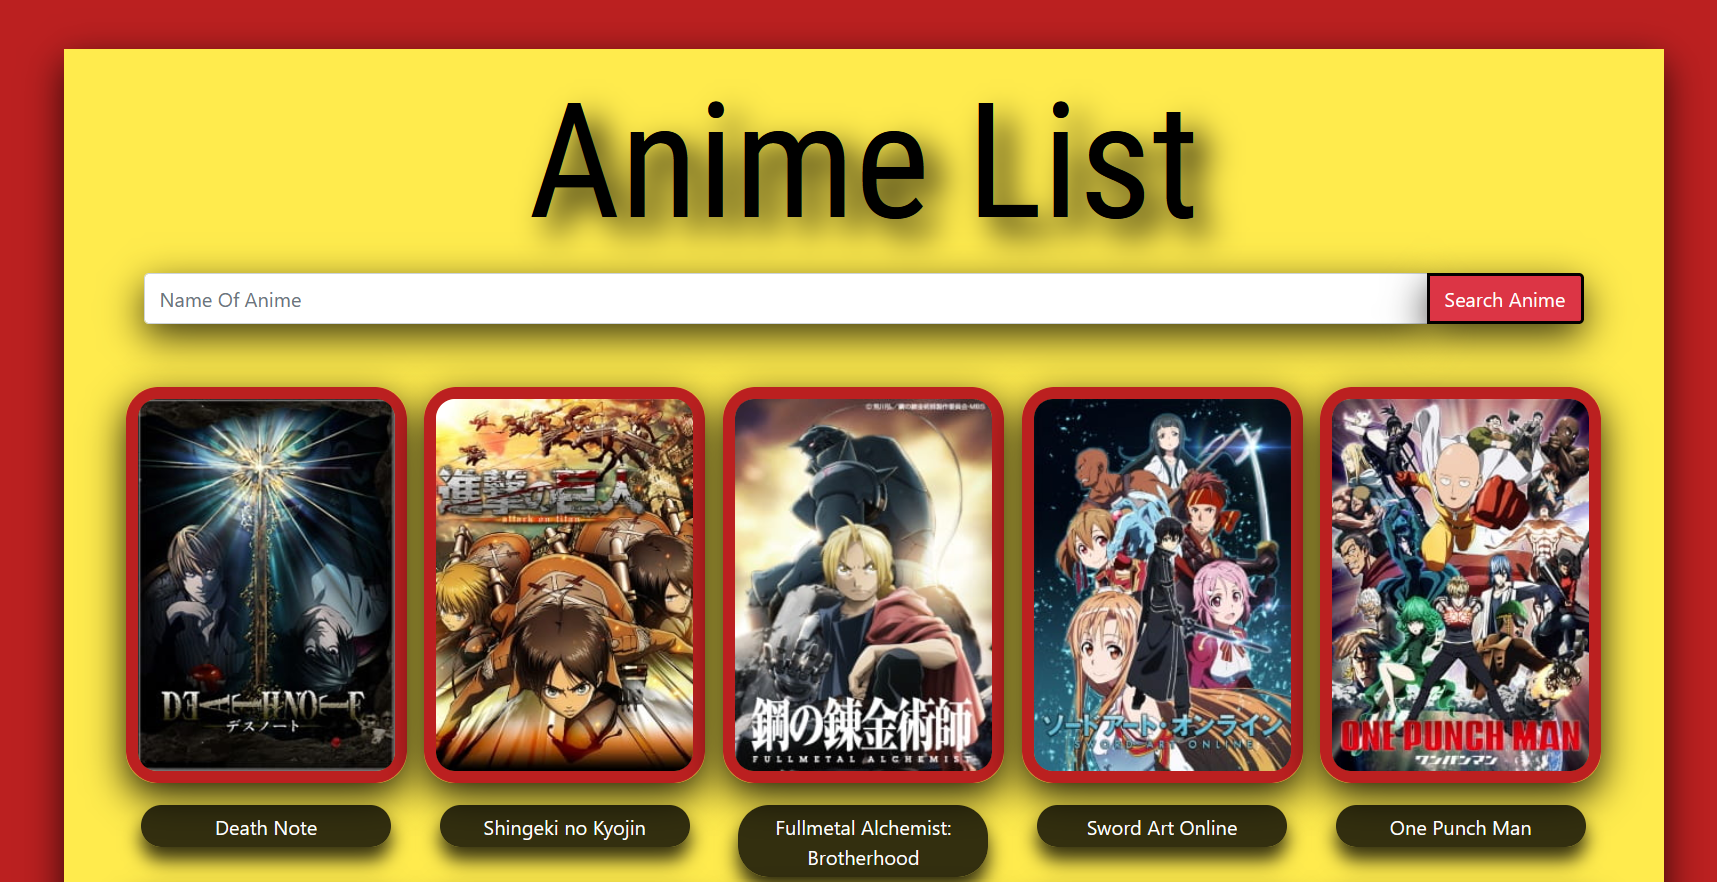 Anime List
Name Of Anime
Search Anime
DEATHNOTE
デスノート
進撃の巨人
attack on titan
鋼の錬金術師
FULLMETAL ALCHEMIST
ソードアート・オンライン
SWORD ART ONLINE
ONE PUNCH MAN
ワンパンマン
Death Note
Shingeki no Kyojin
Fullmetal Alchemist:
Brotherhood
Sword Art Online
One Punch Man